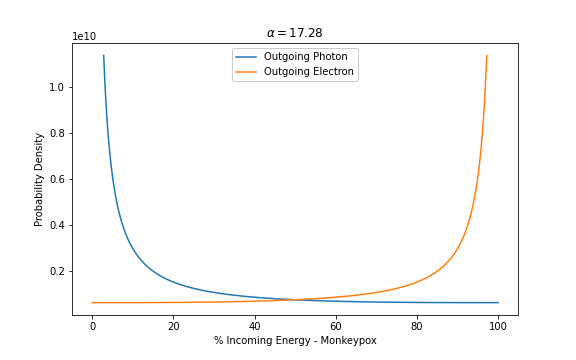 α = 17.28
1e10
Outgoing Photon
Outgoing Electron
1.0
0.8
0.6
0.4
0.2
Probability Density
0 20 40 60 80 100
% Incoming Energy - Monkeypox